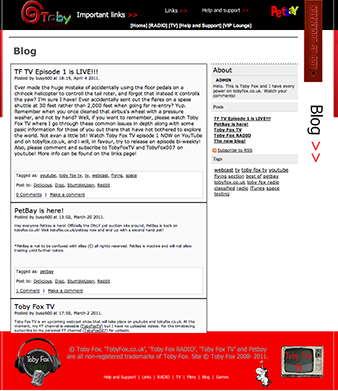 Toby
Important links >>
Links >>
Help and support >>
PetBay
[Home] [RADIO] [TV] [Help and Support] [VIP Lounge]
Blog
TF TV Episode 1 is LIVE!!!
Posted by busy600 at 18:19, April 4 2011.
Ever made the huge mistake of accidentally using the floor pedals on a
chinook helicopter to control the tail rotor, and forgot that instead it controlls
the yaw? I'm sure I have! Ever accidentally sent out the flares on a space
shuttle at 30 feet rather than 2,000 feet when going for re-entry? Yup.
Remember when you once cleaned that airbus's wheel with a pressure
washer, and not by hand? Well, if you want to remember, please watch Toby
Fox TV where I go through these common issues in depth along with some
basic information for those of you out there that have not bothered to explore
the world. Not even a little bit! Watch Toby Fox TV episode 1 NOW on YouTube
and on tobyfox.co.uk, and i will, in favour, try to release an episode bi-weekly!
Also, please comment and subscribe to TobyFoxTV and TobyFox007 on
youtube! More info can be found on the links page!
Tagged as: youtube, toby fox tv, tv, webcast, flying, space
Post to: Delicious, Digg, StumbleUpon, Reddit
0 Comments | Make a comment
PetBay is here!
Posted by busy600 at 13:02, March 20 2011.
Hey everyone PetBay is here! Officially the ONLY pet auction site around, PetBay is back on
tobyfox.co.uk! Visit tobyfox.co.uk/petbay now and end up with a second hand pet!
*PetBay is not to be confused with eBay (C) all rights reserved. PetBay is inactive and will not allow
trading until further notice.
Tagged as: petbay
Post to: Delicious, Digg, StumbleUpon, Reddit
1 Comment | Make a comment
Toby Fox TV
Posted by busy600 at 17:50, March 2 2011.
Toby Fox TV is an upcoming webcast show that will take place on youtube and tobyfox.co.uk. At the
moment, my TF channel is viewable (TobyFoxTV) but I have no uploaded videos. For the timebeing
subscribe to my personal YT channel (TobyFox007) for updates.
About
ADMIN
Hello. This is Toby Fox and I have every
power on tobyfox.co.uk. Watch your
comments!
Posts
TF TV Episode 1 is LIVE!!!
PetBay is here!
Toby Fox TV
Toby Fox RADIO
The new blog!
Subscribe to RSS
Tags
webcast tv toby fox tv youtube
flying section best of petbay
tobyfox.co.uk toby fox radio
classified radio iTunes space
testing
Blog >>
© Toby Fox, 'TobyFox.co.uk', 'Toby Fox RADIO', 'Toby Fox TV' and Petbay
are all non-registered trademarks of Toby Fox. Site © Toby Fox 2008- 2011.
Toby Fox
Toby Fox
Help and Support | Links | RADIO | TV | Films | Blog | Games